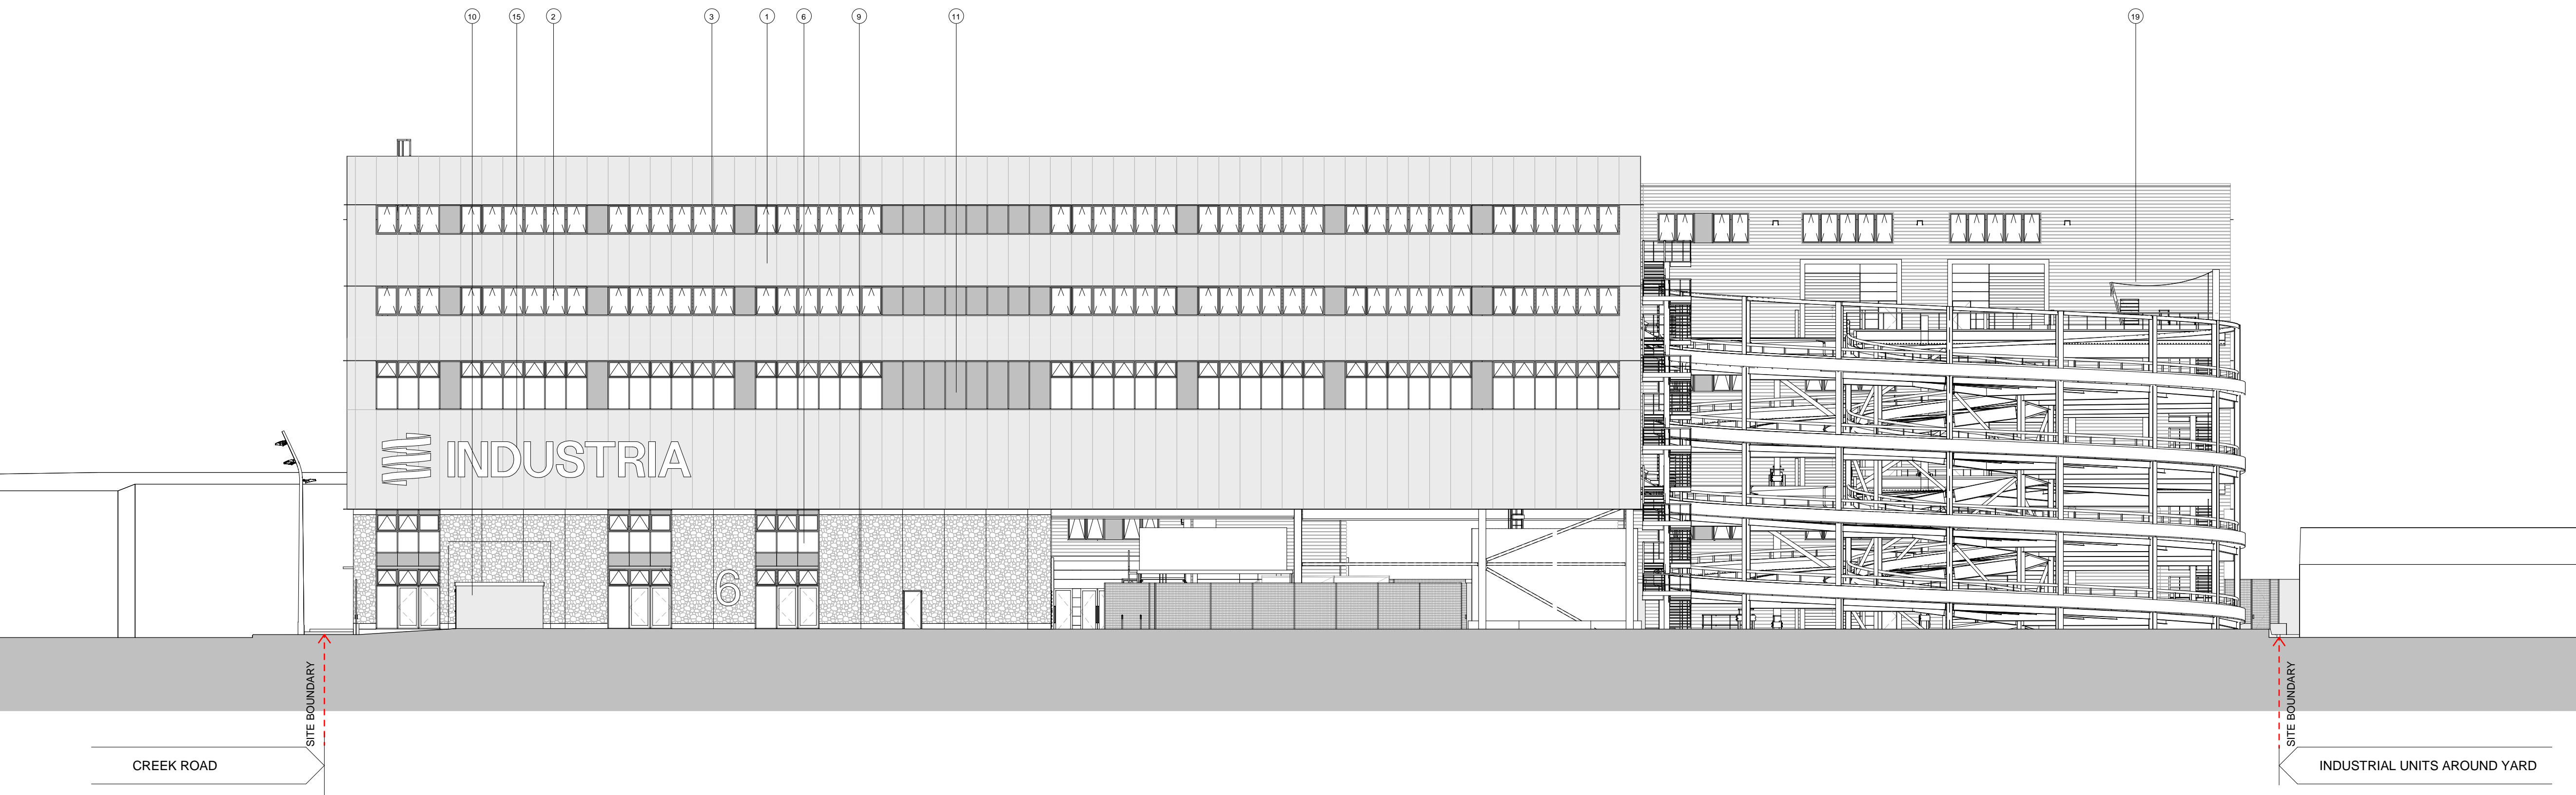 10 15 2 3 1 6 9 11 19
INDUSTRIA
6
SITE BOUNDARY
SITE BOUNDARY
CREEK ROAD
INDUSTRIAL UNITS AROUND YARD